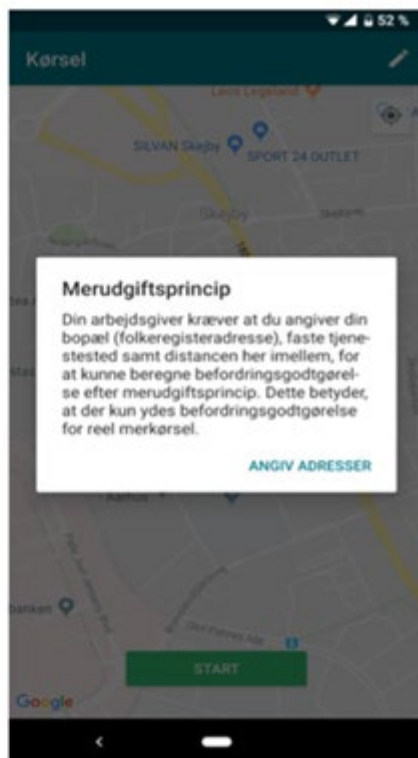 52 %
Kørsel
Leos Legeland
SILVAN Skejby
SPORT 24 OUTLET
Skejby
Merudgiftsprincip
Din arbejdsgiver kræver at du angiver din
bopæl (folkeregisteradresse), faste tjene-
stested samt distancen her imellem, for
at kunne beregne befordringsgodtgørel-
se efter merudgiftsprincip. Dette betyder,
at der kun ydes befordringsgodtgørelse
for reel merkørsel.
ANGIV ADRESSER
Aarhus
banken
START
Google